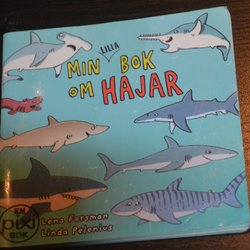 MIN LILLA BOK
OM HAJAR
EN
pixi
BOK
Lena Forsman
Linda Pelenius